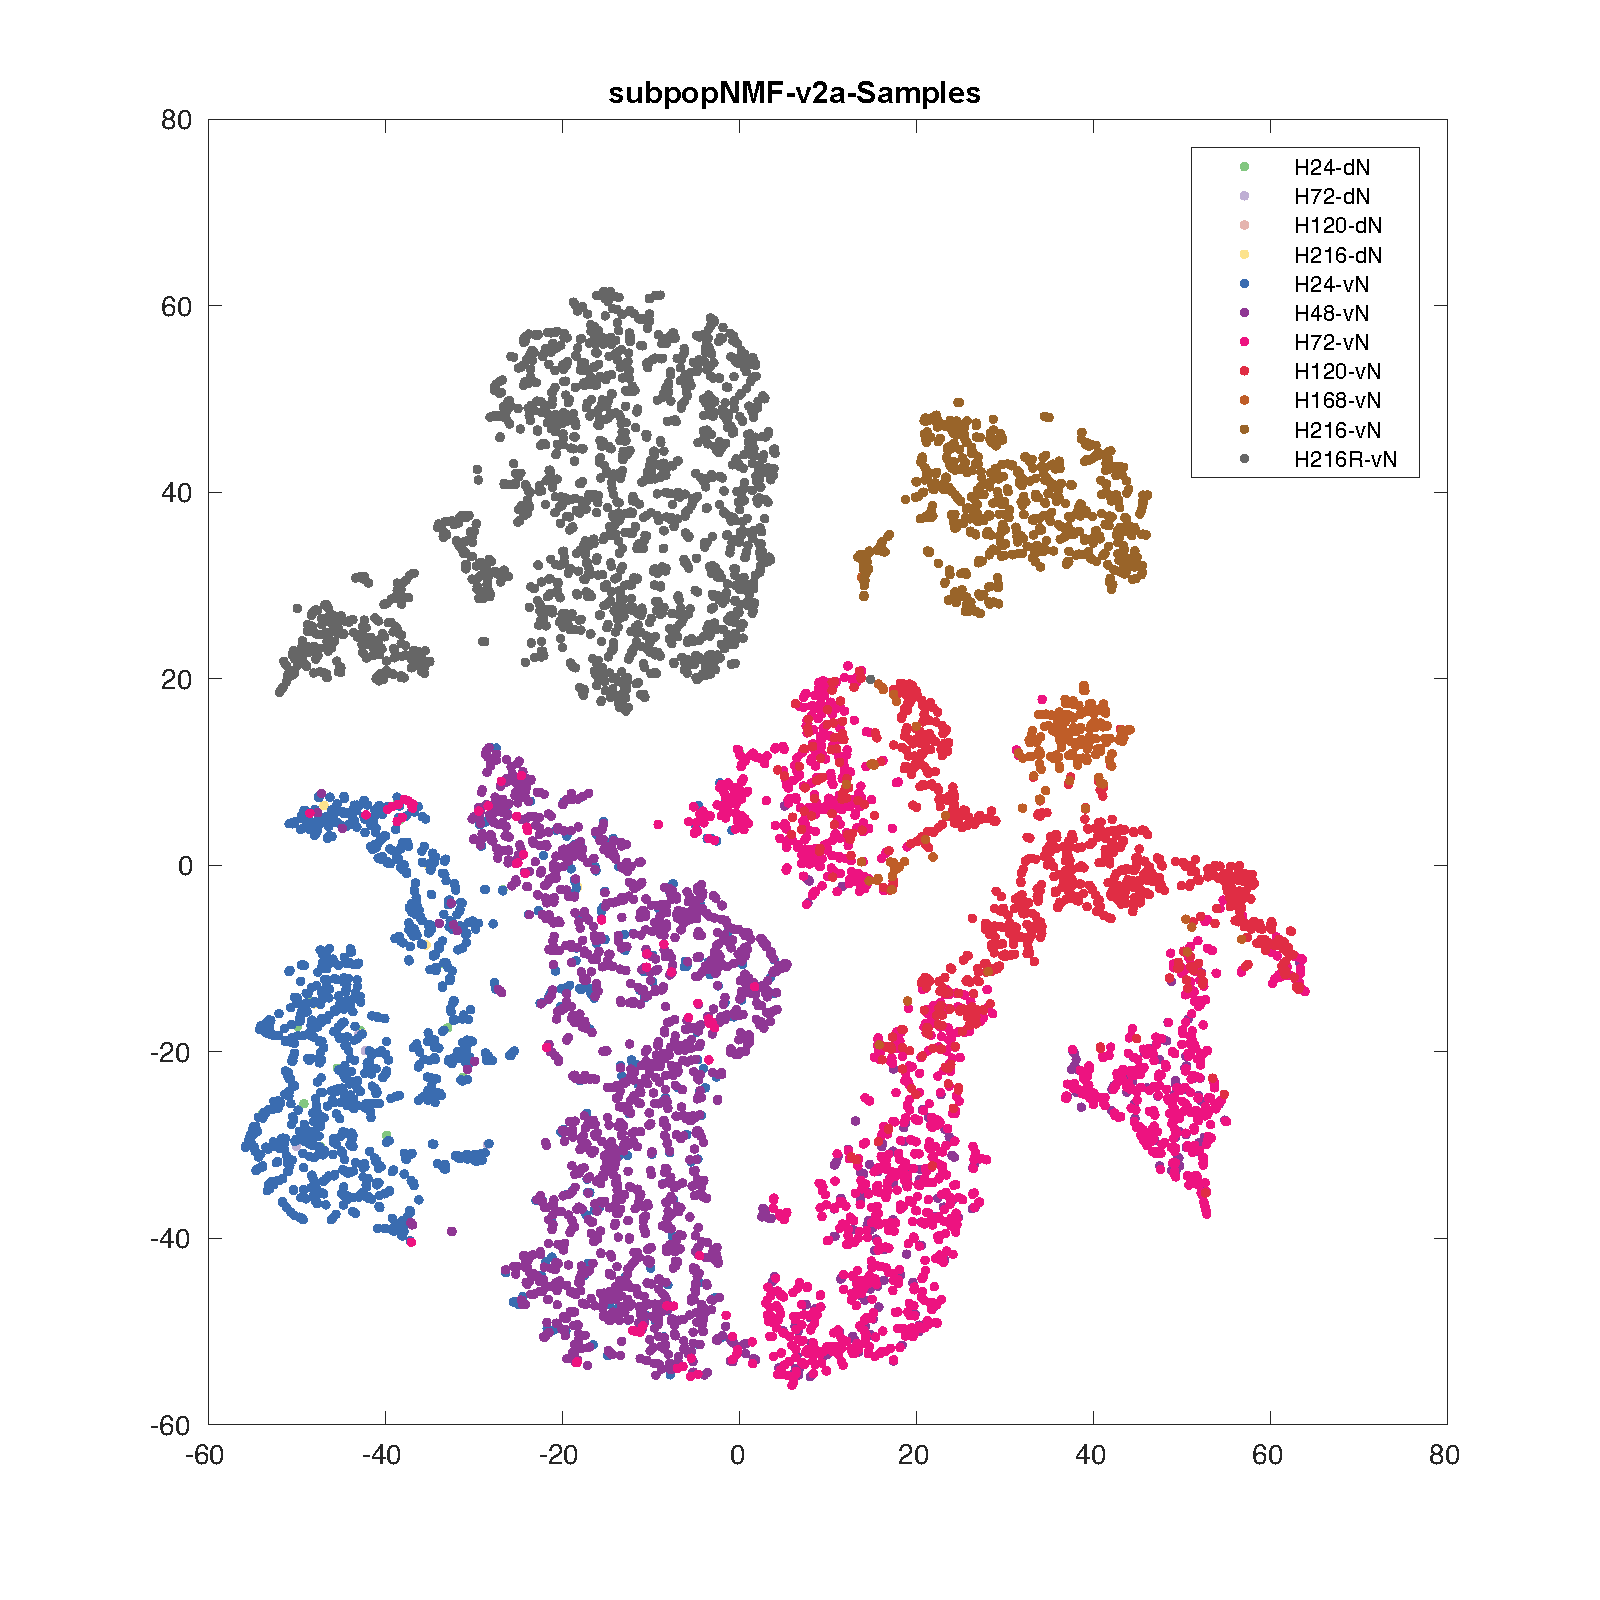 subpopNMF-v2a-Samples
80
60
40
20
0
-20
-40
-60
-60 -40 -20 0 20 40 60 80
H24-dN
H72-dN
H120-dN
H216-dN
H24-vN
H48-vN
H72-vN
H120-vN
H168-vN
H216-vN
H216R-vN